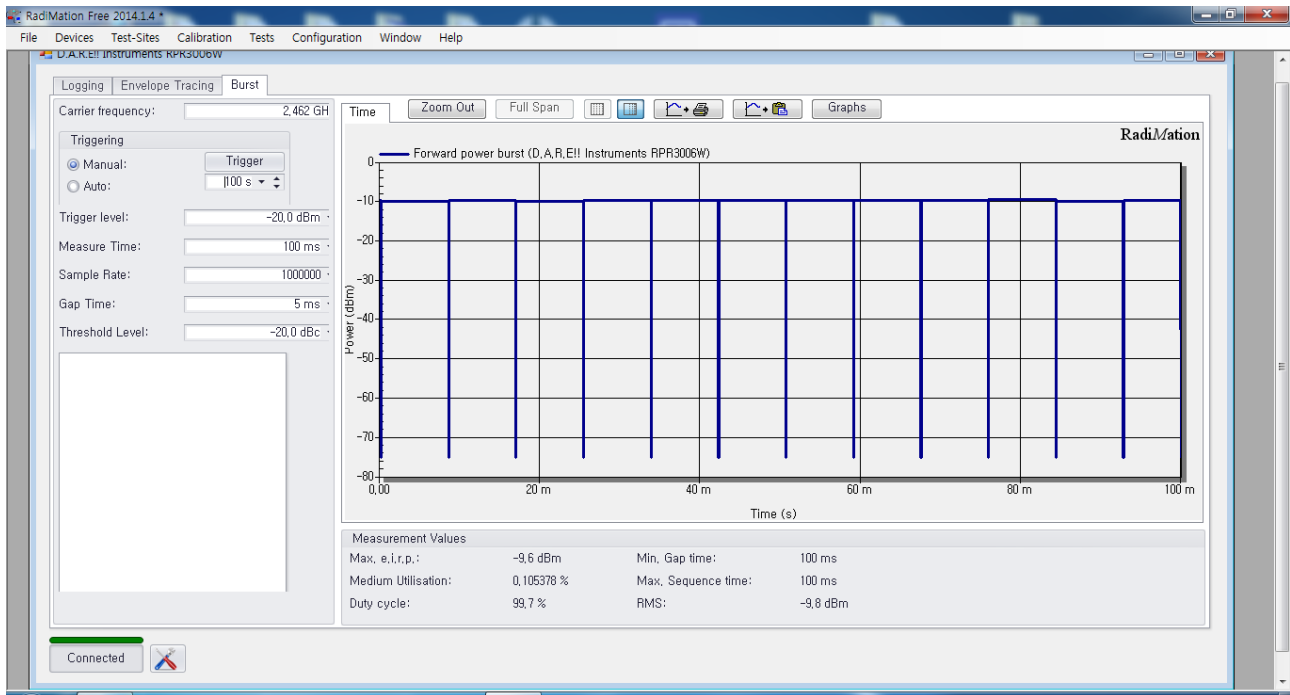 RadiMation Free 2014.1.4 *
File Devices Test-Sites Calibration Tests Configuration Window Help
D.A.R.E!! Instruments RPR3006W
Logging Envelope Tracing Burst
Carrier frequency: 2,462 GH
Triggering
Manual: Trigger
Auto: 100 s
Trigger level: -20,0 dBm
Measure Time: 100 ms
Sample Rate: 1000000
Gap Time: 5 ms
Threshold Level: -20,0 dBc
Time Zoom Out Full Span Graphs
RadiMation
Forward power burst (D,A,R,E!! Instruments RPR3006W)
0
-10
-20
-30
-40
-50
-60
-70
-80
Power (dBm)
0,00 20 m 40 m 60 m 80 m 100 m
Time (s)
Measurement Values
Max, e,i,r,p,: -9,6 dBm Min, Gap time: 100 ms
Medium Utilisation: 0,105378 % Max, Sequence time: 100 ms
Duty cycle: 99,7 % RMS: -9,8 dBm
Connected